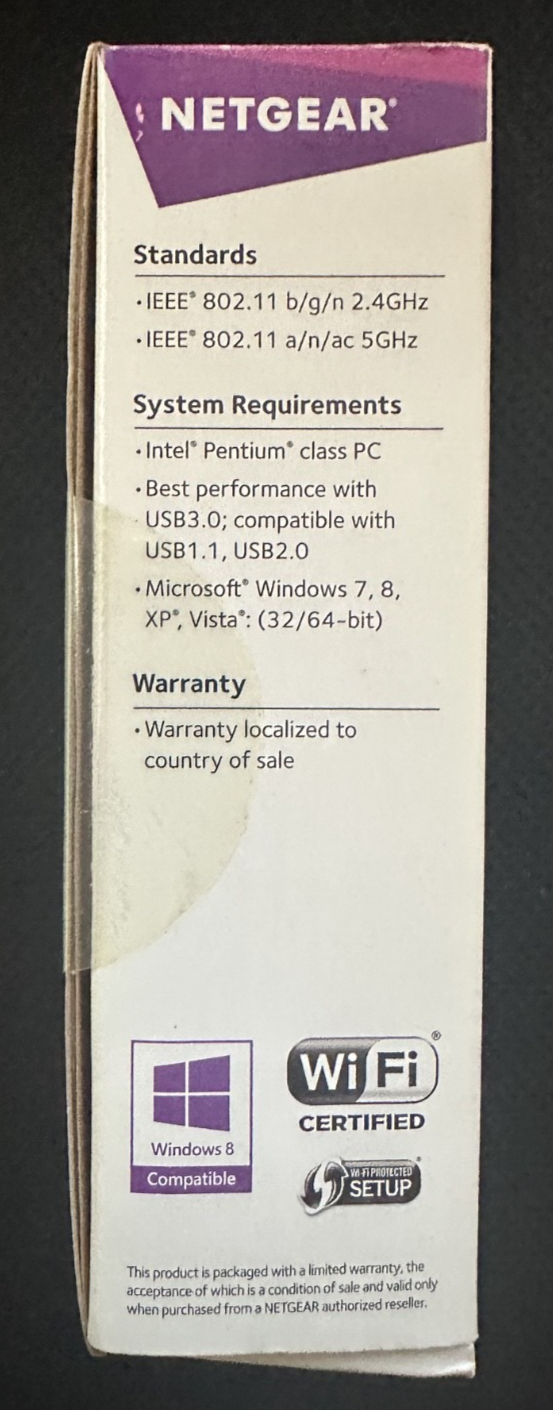 NETGEAR®
Standards
• IEEE® 802.11 b/g/n 2.4GHz
• IEEE® 802.11 a/n/ac 5GHz
System Requirements
• Intel® Pentium® class PC
• Best performance with
USB3.0; compatible with
USB1.1, USB2.0
• Microsoft® Windows 7, 8,
XP®, Vista®: (32/64-bit)
Warranty
• Warranty localized to
country of sale
Windows 8
Compatible
Wi Fi®
CERTIFIED
WI-FI PROTECTED
SETUP
This product is packaged with a limited warranty, the
acceptance of which is a condition of sale and valid only
when purchased from a NETGEAR authorized reseller.